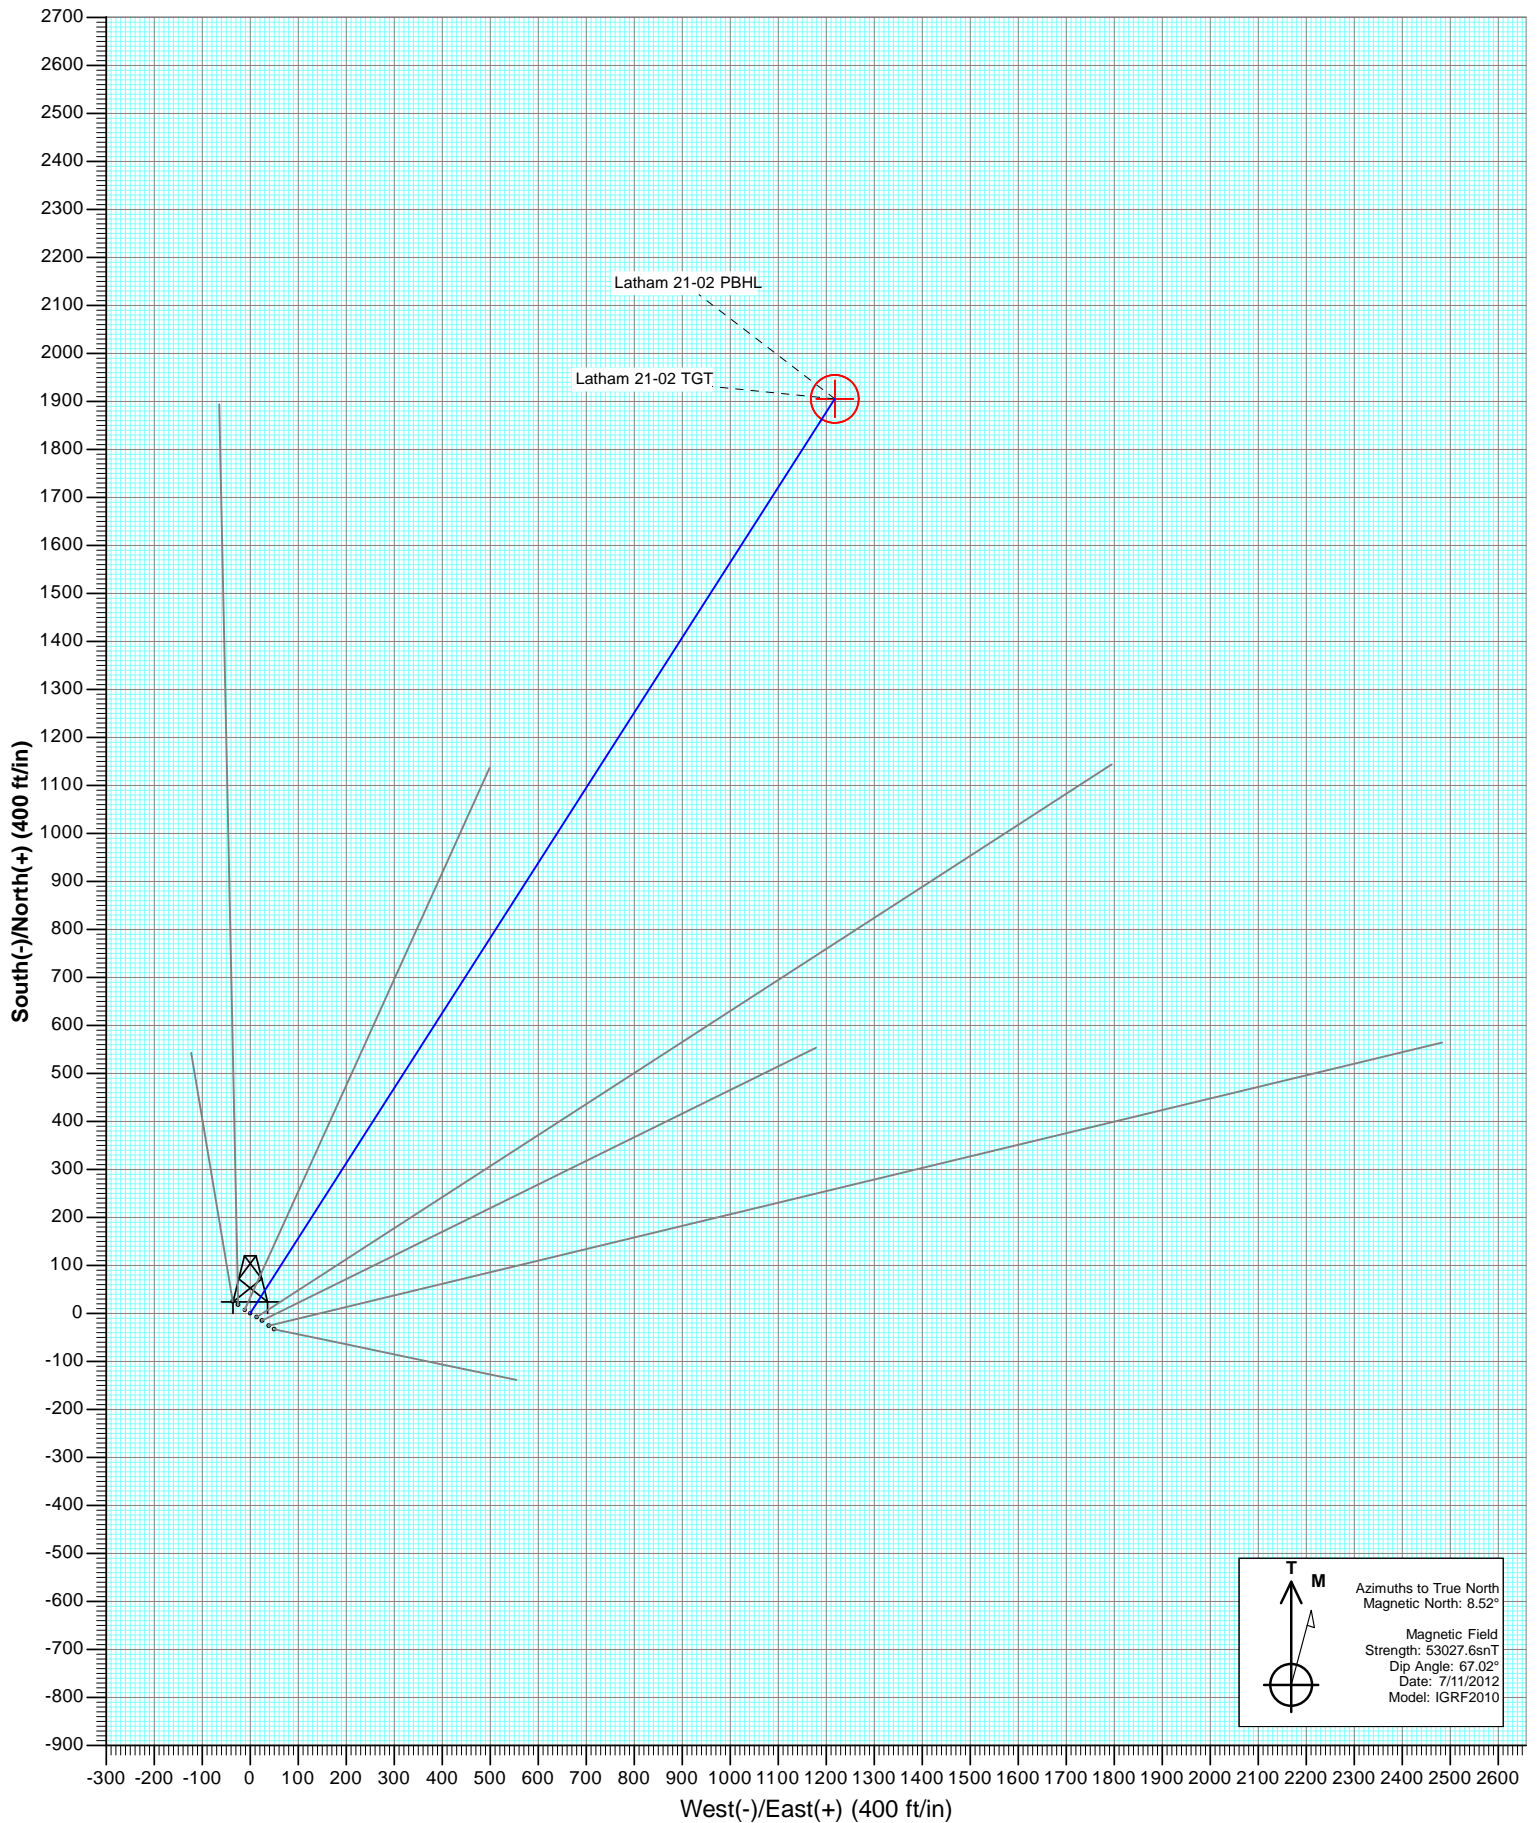 2700
2600
2500
2400
2300
2200
2100
2000
1900
1800
1700
1600
1500
1400
1300
1200
1100
1000
900
800
700
600
500
400
300
200
100
0
-100
-200
-300
-400
-500
-600
-700
-800
-900
South(-)/North(+) (400 ft/in)
Latham 21-02 PBHL
Latham 21-02 TGT
T
M
Azimuths to True North
Magnetic North: 8.52°
Magnetic Field
Strength: 53027.6snT
Dip Angle: 67.02°
Date: 7/11/2012
Model: IGRF2010
-300 -200 -100 0 100 200 300 400 500 600 700 800 900 1000 1100 1200 1300 1400 1500 1600 1700 1800 1900 2000 2100 2200 2300 2400 2500 2600
West(-)/East(+) (400 ft/in)